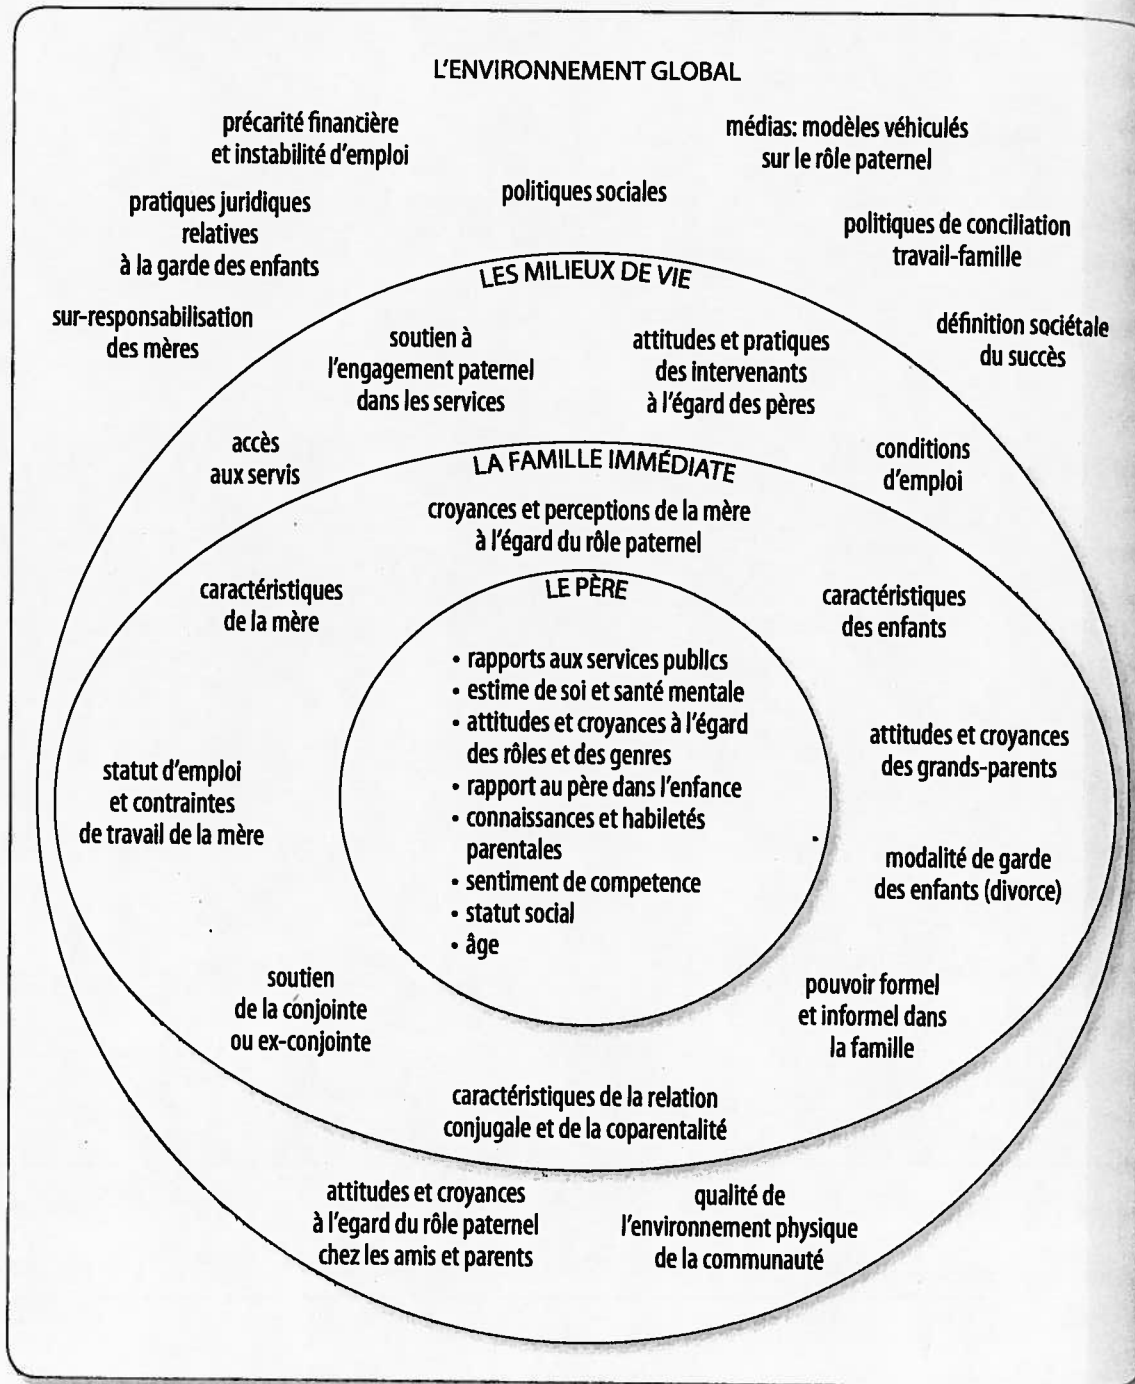 L'ENVIRONNEMENT GLOBAL
précarité financière
et instabilité d'emploi
médias: modèles véhiculés
sur le rôle paternel
politiques sociales
pratiques juridiques
relatives
à la garde des enfants
politiques de conciliation
travail-famille
sur-responsabilisation
des mères
définition sociétale
du succès
LES MILIEUX DE VIE
soutien à
l'engagement paternel
dans les services
attitudes et pratiques
des intervenants
à l'égard des pères
accès
aux servis
conditions
d'emploi
LA FAMILLE IMMÉDIATE
croyances et perceptions de la mère
à l'égard du rôle paternel
caractéristiques
de la mère
caractéristiques
des enfants
LE PÈRE
• rapports aux services publics
• estime de soi et santé mentale
• attitudes et croyances à l'égard
des rôles et des genres
• rapport au père dans l'enfance
• connaissances et habiletés
parentales
• sentiment de competence
• statut social
• âge
statut d'emploi
et contraintes
de travail de la mère
attitudes et croyances
des grands-parents
modalité de garde
des enfants (divorce)
soutien
de la conjointe
ou ex-conjointe
pouvoir formel
et informel dans
la famille
caractéristiques de la relation
conjugale et de la coparentalité
attitudes et croyances
à l'egard du rôle paternel
chez les amis et parents
qualité de
l'environnement physique
de la communauté